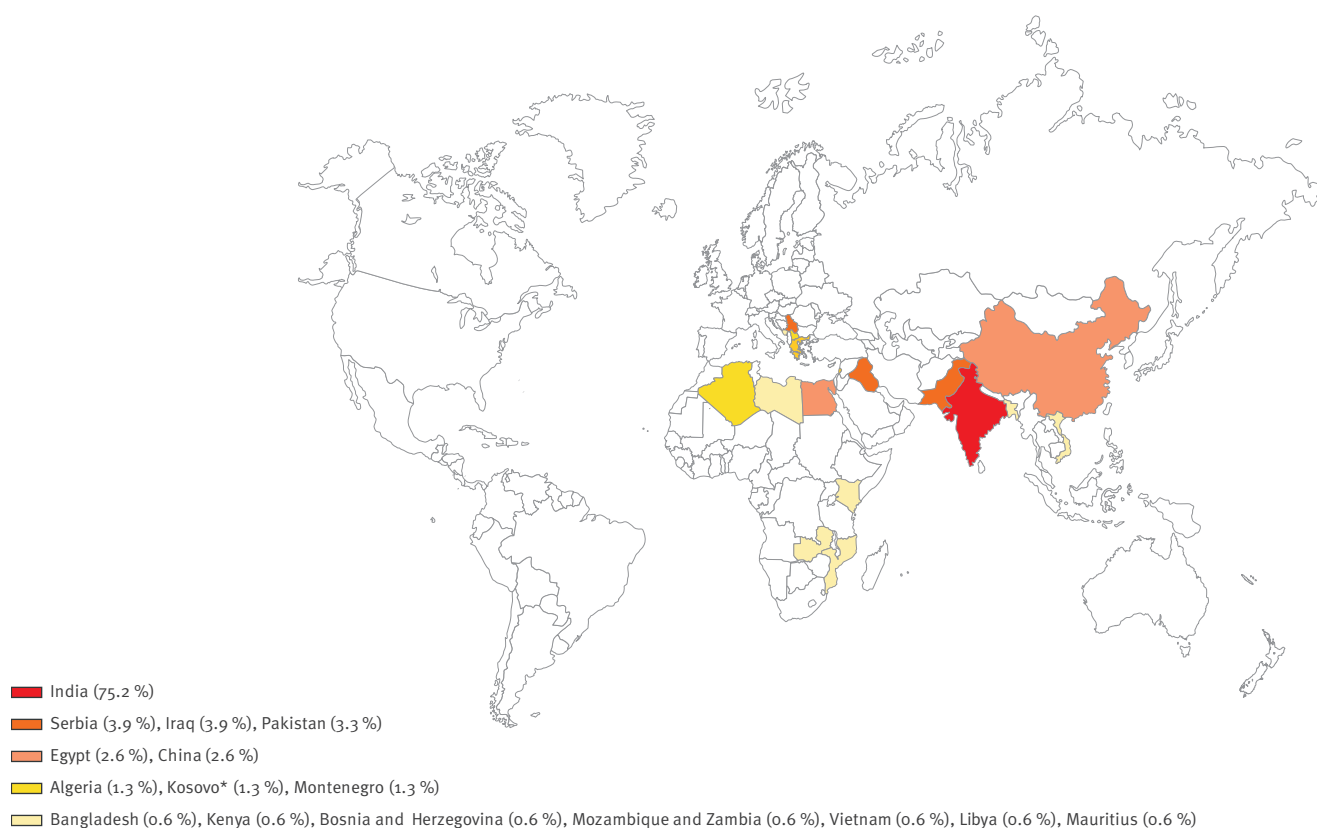 India (75.2 %)
Serbia (3.9 %), Iraq (3.9 %), Pakistan (3.3 %)
Egypt (2.6 %), China (2.6 %)
Algeria (1.3 %), Kosovo* (1.3 %), Montenegro (1.3 %)
Bangladesh (0.6 %), Kenya (0.6 %), Bosnia and Herzegovina (0.6 %), Mozambique and Zambia (0.6 %), Vietnam (0.6 %), Libya (0.6 %), Mauritius (0.6 %)